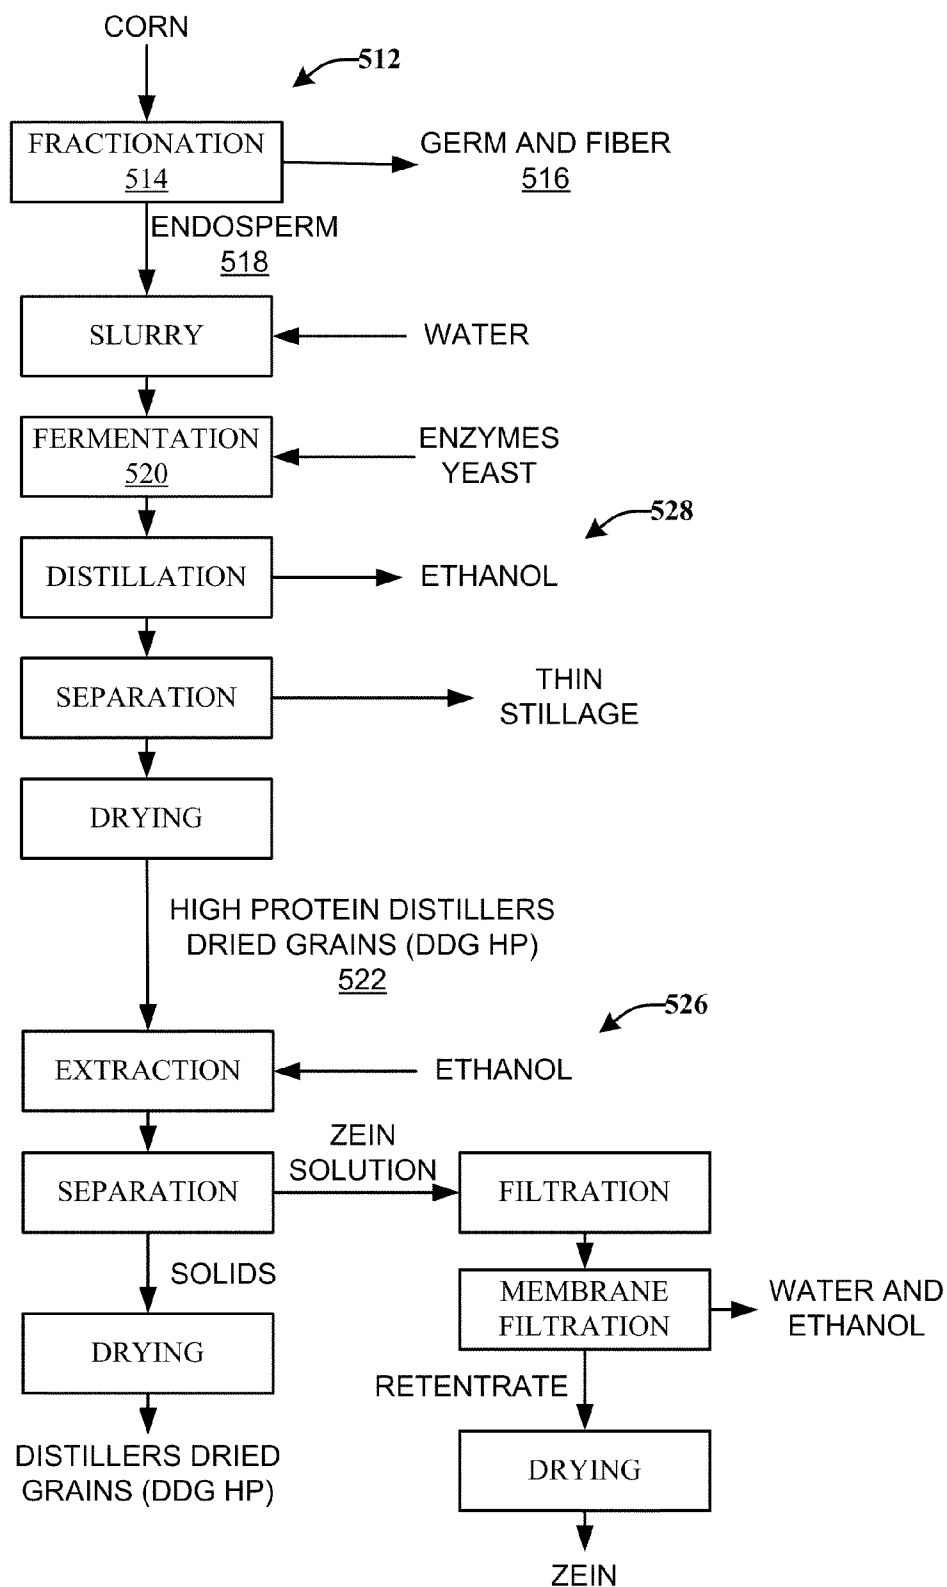 CORN
512
FRACTIONATION
514
GERM AND FIBER
516
ENDOSPERM
518
SLURRY
WATER
FERMENTATION
520
ENZYMES
YEAST
528
DISTILLATION
ETHANOL
SEPARATION
THIN
STILLAGE
DRYING
HIGH PROTEIN DISTILLERS
DRIED GRAINS (DDG HP)
522
526
EXTRACTION
ETHANOL
SEPARATION
ZEIN
SOLUTION
FILTRATION
SOLIDS
MEMBRANE
FILTRATION
WATER AND
ETHANOL
DRYING
RETENTRATE
DISTILLERS DRIED
GRAINS (DDG HP)
DRYING
ZEIN